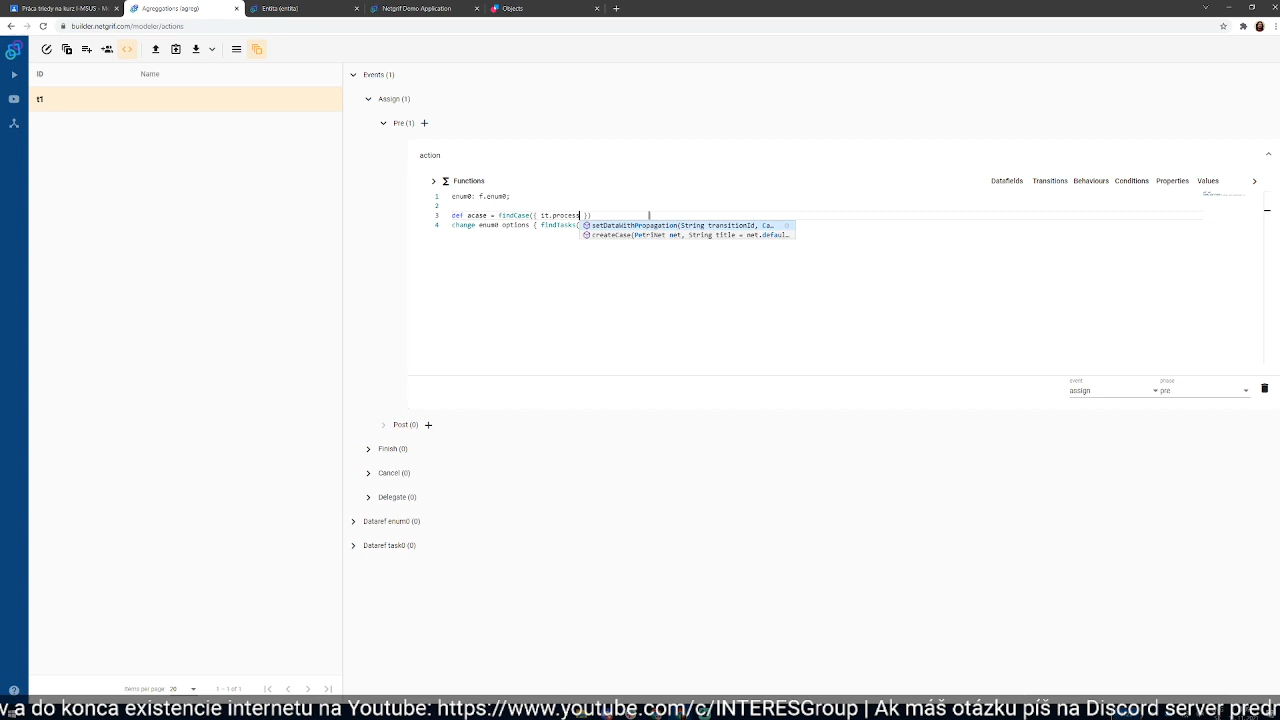 Práca triedy na kurz I-MSUS - M
Agreggations (agreg)
Entita (entita)
Netgrif Demo Application
Objects
builder.netgrif.com/modeler/actions
ID Name
t1
Events (1)
Assign (1)
Pre (1)
action
Functions
Datafields Transitions Behaviours Conditions Properties Values
1 enum0: f.enum0;
2
3 def acase = findCase({ it.process })
4 change enum0 options { findTasks(
setDataWithPropagation(String transitionId, Ca…
createCase(PetriNet net, String title = net.defaul…
event phase
assign pre
Post (0)
Finish (0)
Cancel (0)
Delegate (0)
Dataref enum0 (0)
Dataref task0 (0)
Items per page: 20 1 – 1 of 1
v a do konca existencie internetu na Youtube: https://www.youtube.com/c/INTERESGroup | Ak máš otázku píš na Discord server pred